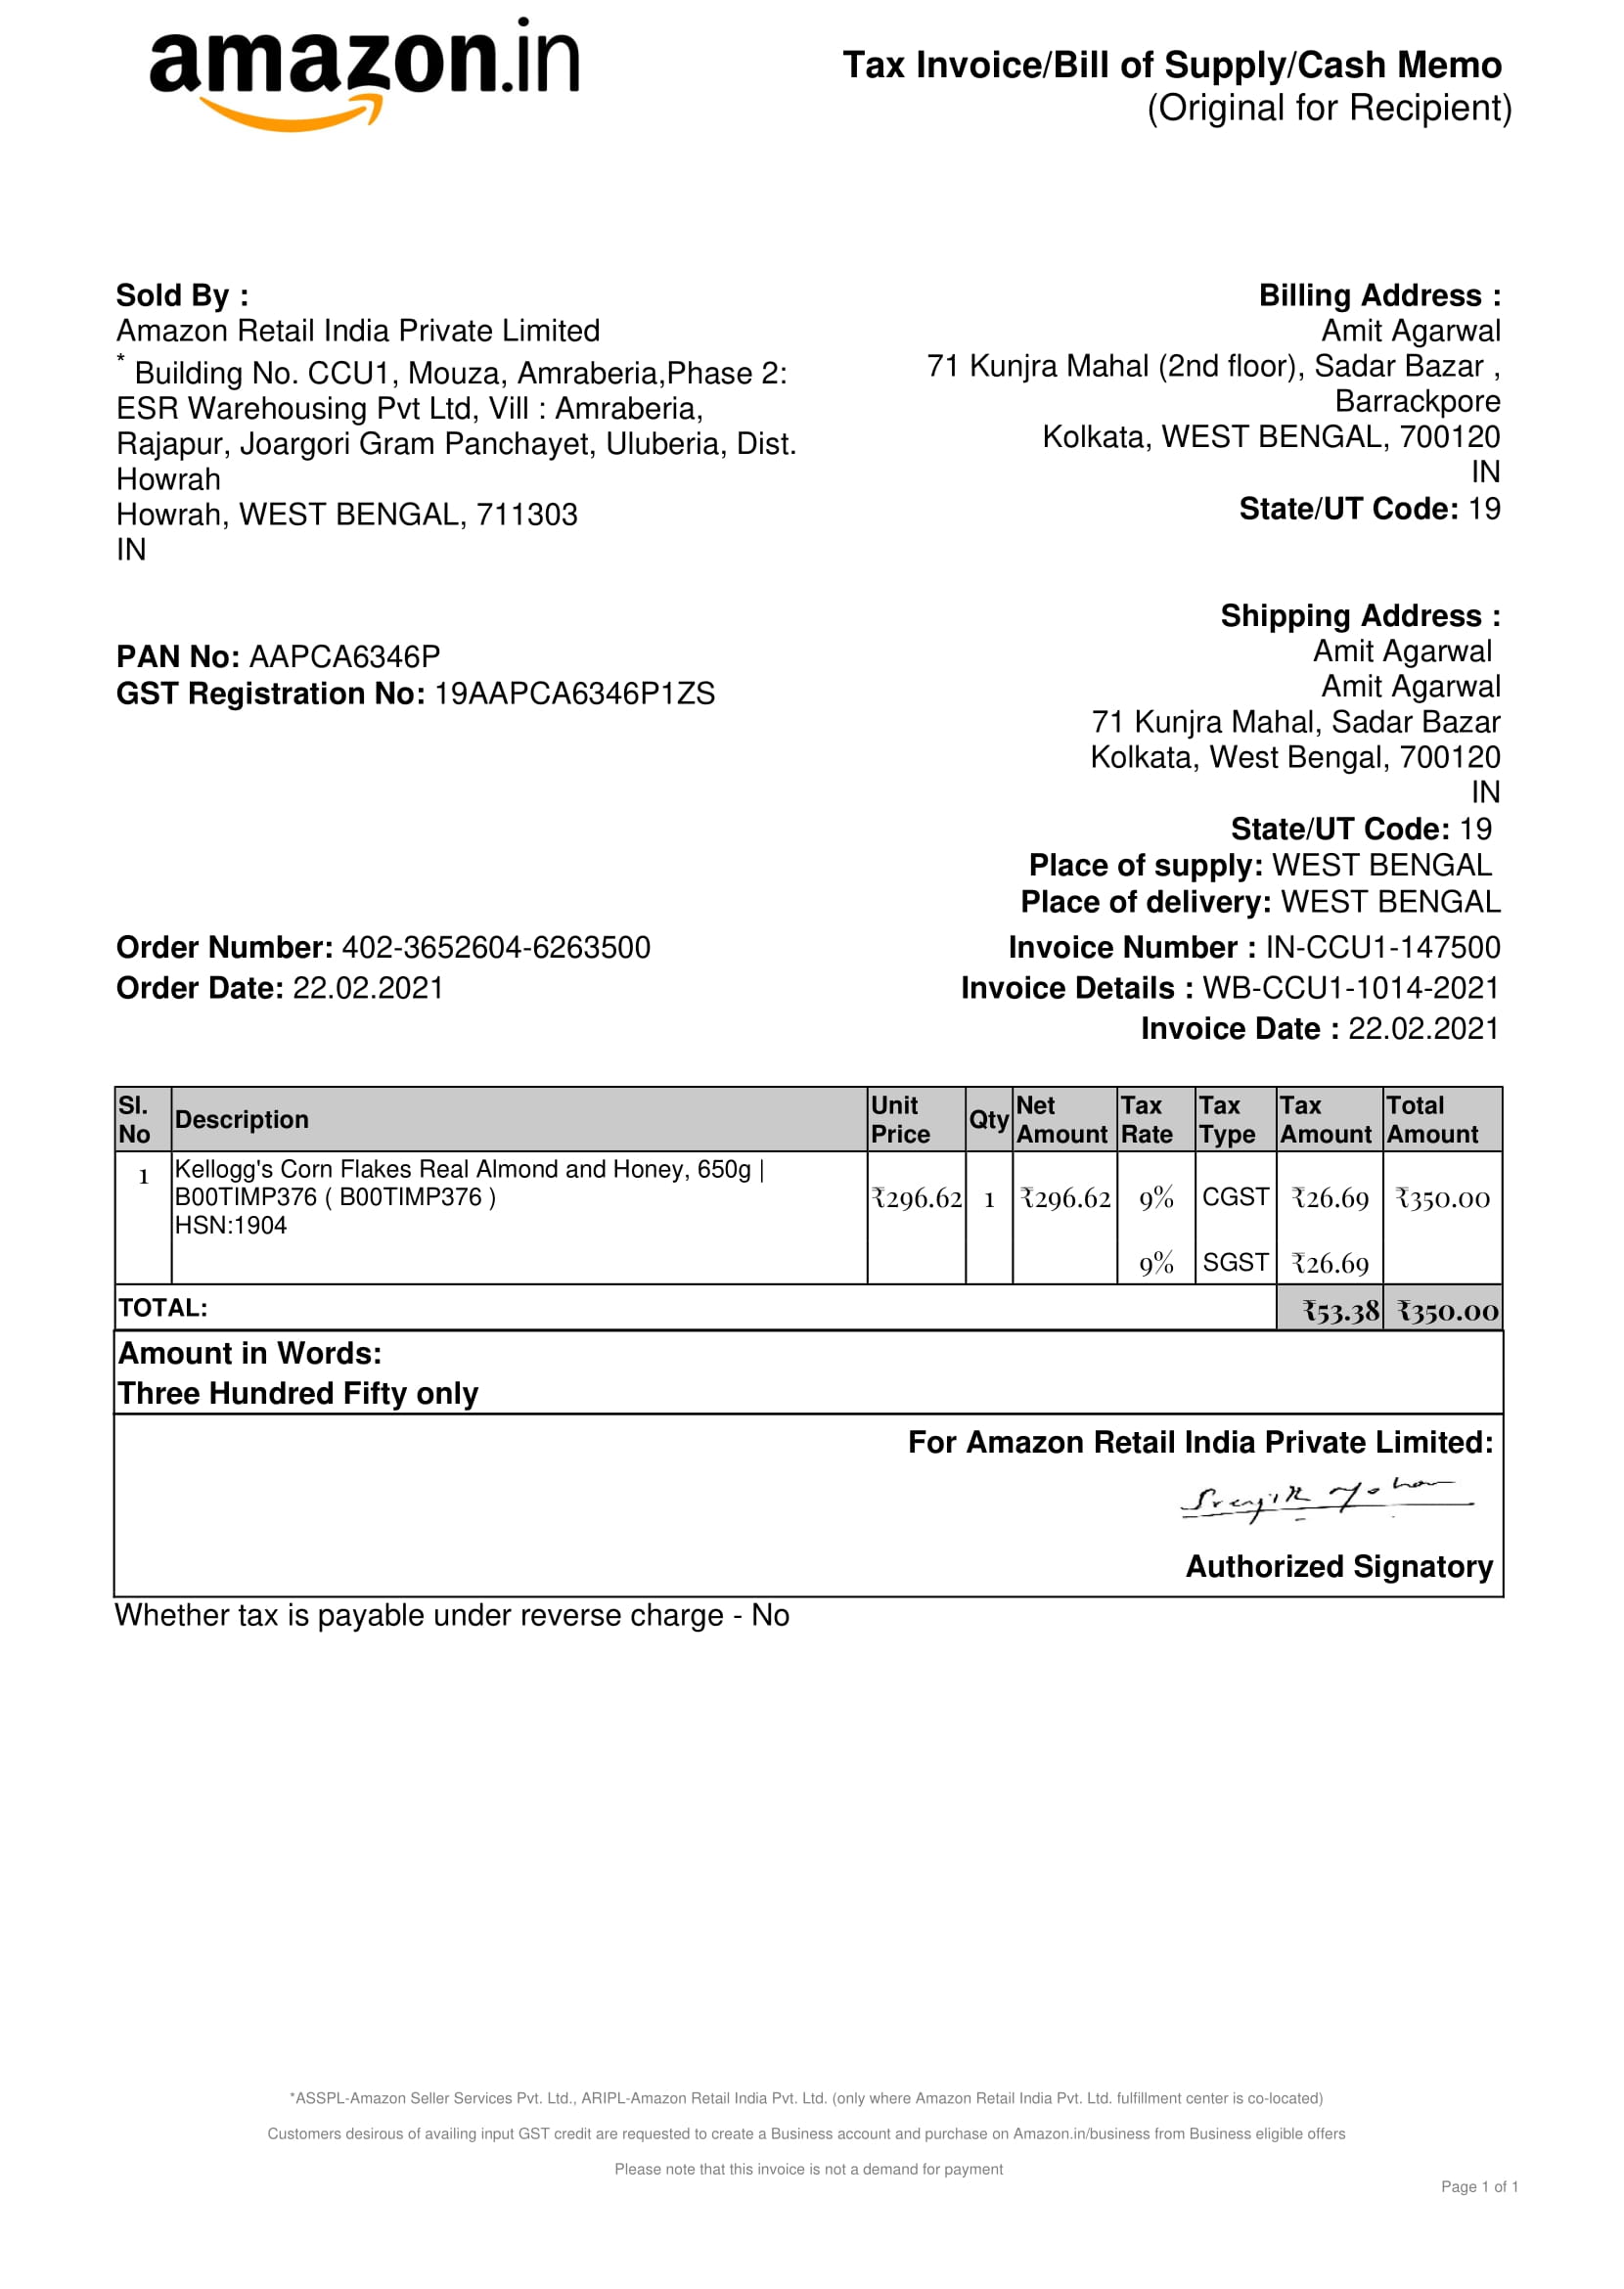 amazon.in
Tax Invoice/Bill of Supply/Cash Memo
(Original for Recipient)
Sold By :
Amazon Retail India Private Limited
* Building No. CCU1, Mouza, Amraberia,Phase 2:
ESR Warehousing Pvt Ltd, Vill : Amraberia,
Rajapur, Joargori Gram Panchayet, Uluberia, Dist.
Howrah
Howrah, WEST BENGAL, 711303
IN
Billing Address :
Amit Agarwal
71 Kunjra Mahal (2nd floor), Sadar Bazar ,
Barrackpore
Kolkata, WEST BENGAL, 700120
IN
State/UT Code: 19
PAN No: AAPCA6346P
GST Registration No: 19AAPCA6346P1ZS
Shipping Address :
Amit Agarwal
Amit Agarwal
71 Kunjra Mahal, Sadar Bazar
Kolkata, West Bengal, 700120
IN
State/UT Code: 19
Place of supply: WEST BENGAL
Place of delivery: WEST BENGAL
Order Number: 402-3652604-6263500
Order Date: 22.02.2021
Invoice Number : IN-CCU1-147500
Invoice Details : WB-CCU1-1014-2021
Invoice Date : 22.02.2021
Sl. No Description Unit Price Qty Net Amount Tax Rate Tax Type Tax Amount Total Amount
1 Kellogg's Corn Flakes Real Almond and Honey, 650g |
B00TIMP376 ( B00TIMP376 ) ₹296.62 1 ₹296.62 9% CGST ₹26.69 ₹350.00
HSN:1904
9% SGST ₹26.69
TOTAL: ₹53.38 ₹350.00
Amount in Words:
Three Hundred Fifty only
For Amazon Retail India Private Limited:
Authorized Signatory
Whether tax is payable under reverse charge - No
*ASSPL-Amazon Seller Services Pvt. Ltd., ARIPL-Amazon Retail India Pvt. Ltd. (only where Amazon Retail India Pvt. Ltd. fulfillment center is co-located)
Customers desirous of availing input GST credit are requested to create a Business account and purchase on Amazon.in/business from Business eligible offers
Please note that this invoice is not a demand for payment
Page 1 of 1